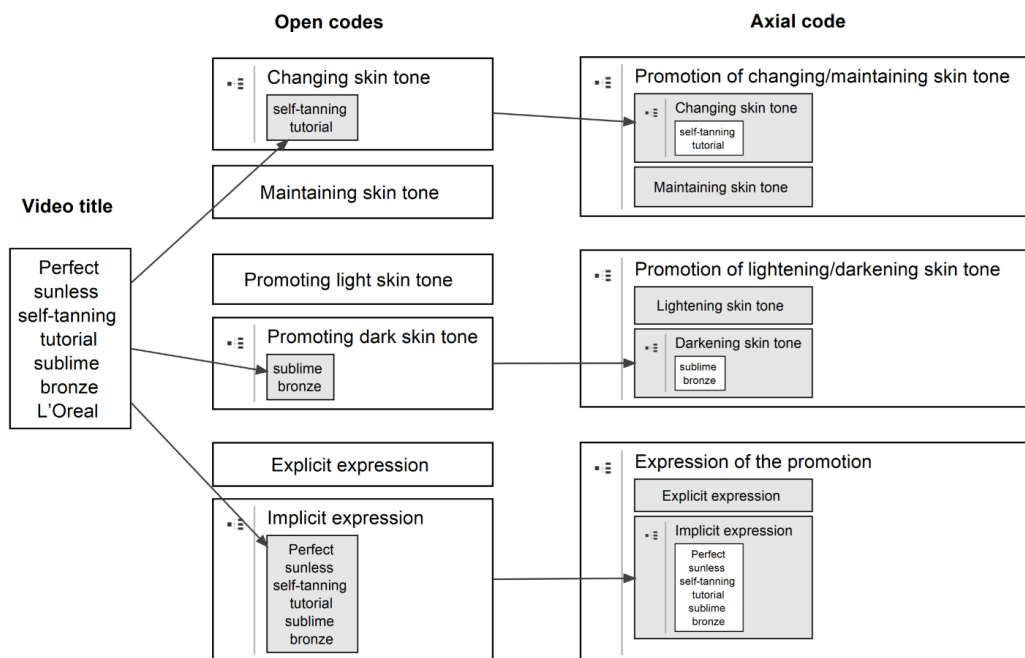 Open codes
Axial code
Video title
Perfect
sunless
self-tanning
tutorial
sublime
bronze
L'Oreal
Changing skin tone
self-tanning
tutorial
Maintaining skin tone
Promoting light skin tone
Promoting dark skin tone
sublime
bronze
Explicit expression
Implicit expression
Perfect
sunless
self-tanning
tutorial
sublime
bronze
Promotion of changing/maintaining skin tone
Changing skin tone
self-tanning
tutorial
Maintaining skin tone
Promotion of lightening/darkening skin tone
Lightening skin tone
Darkening skin tone
sublime
bronze
Expression of the promotion
Explicit expression
Implicit expression
Perfect
sunless
self-tanning
tutorial
sublime
bronze